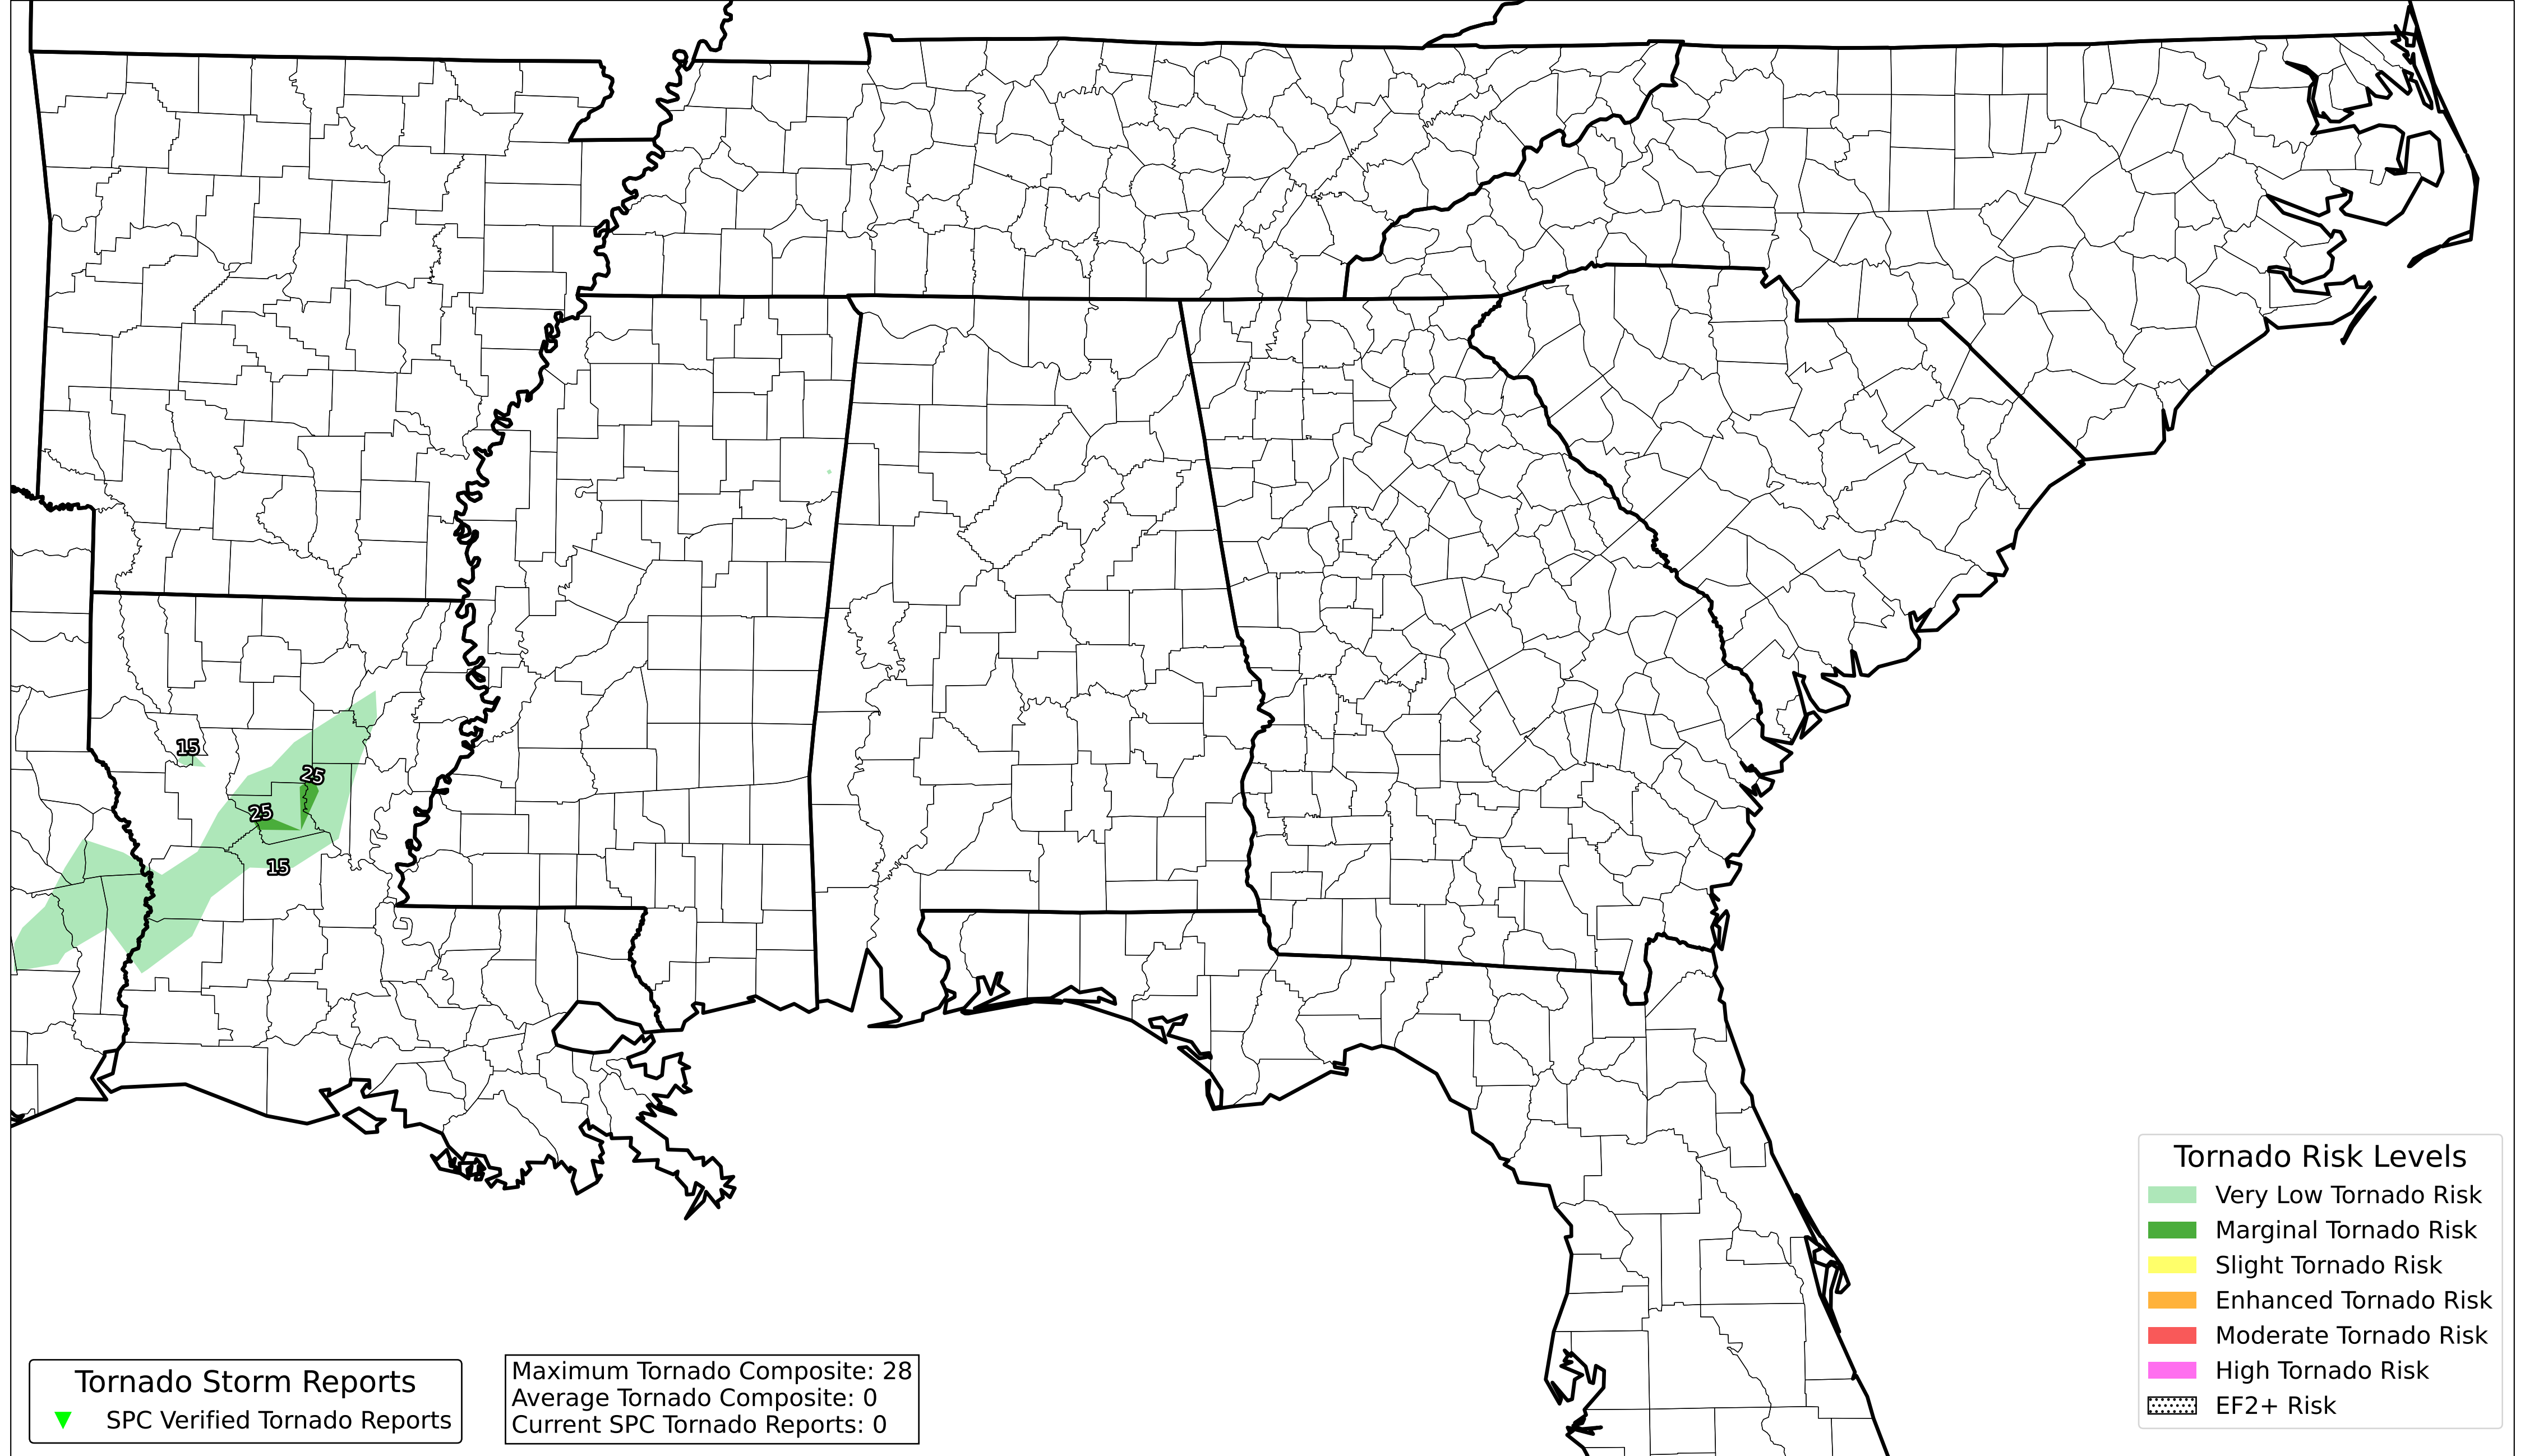 15
25
25
15
Tornado Risk Levels
Very Low Tornado Risk
Marginal Tornado Risk
Slight Tornado Risk
Enhanced Tornado Risk
Moderate Tornado Risk
High Tornado Risk
EF2+ Risk
Tornado Storm Reports
SPC Verified Tornado Reports
Maximum Tornado Composite: 28
Average Tornado Composite: 0
Current SPC Tornado Reports: 0